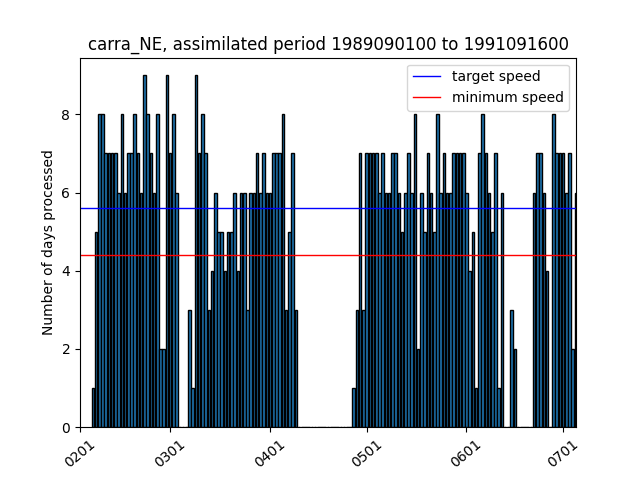 carra_NE, assimilated period 1989090100 to 1991091600
target speed
minimum speed
Number of days processed
8
6
4
2
0
0201
0301
0401
0501
0601
0701